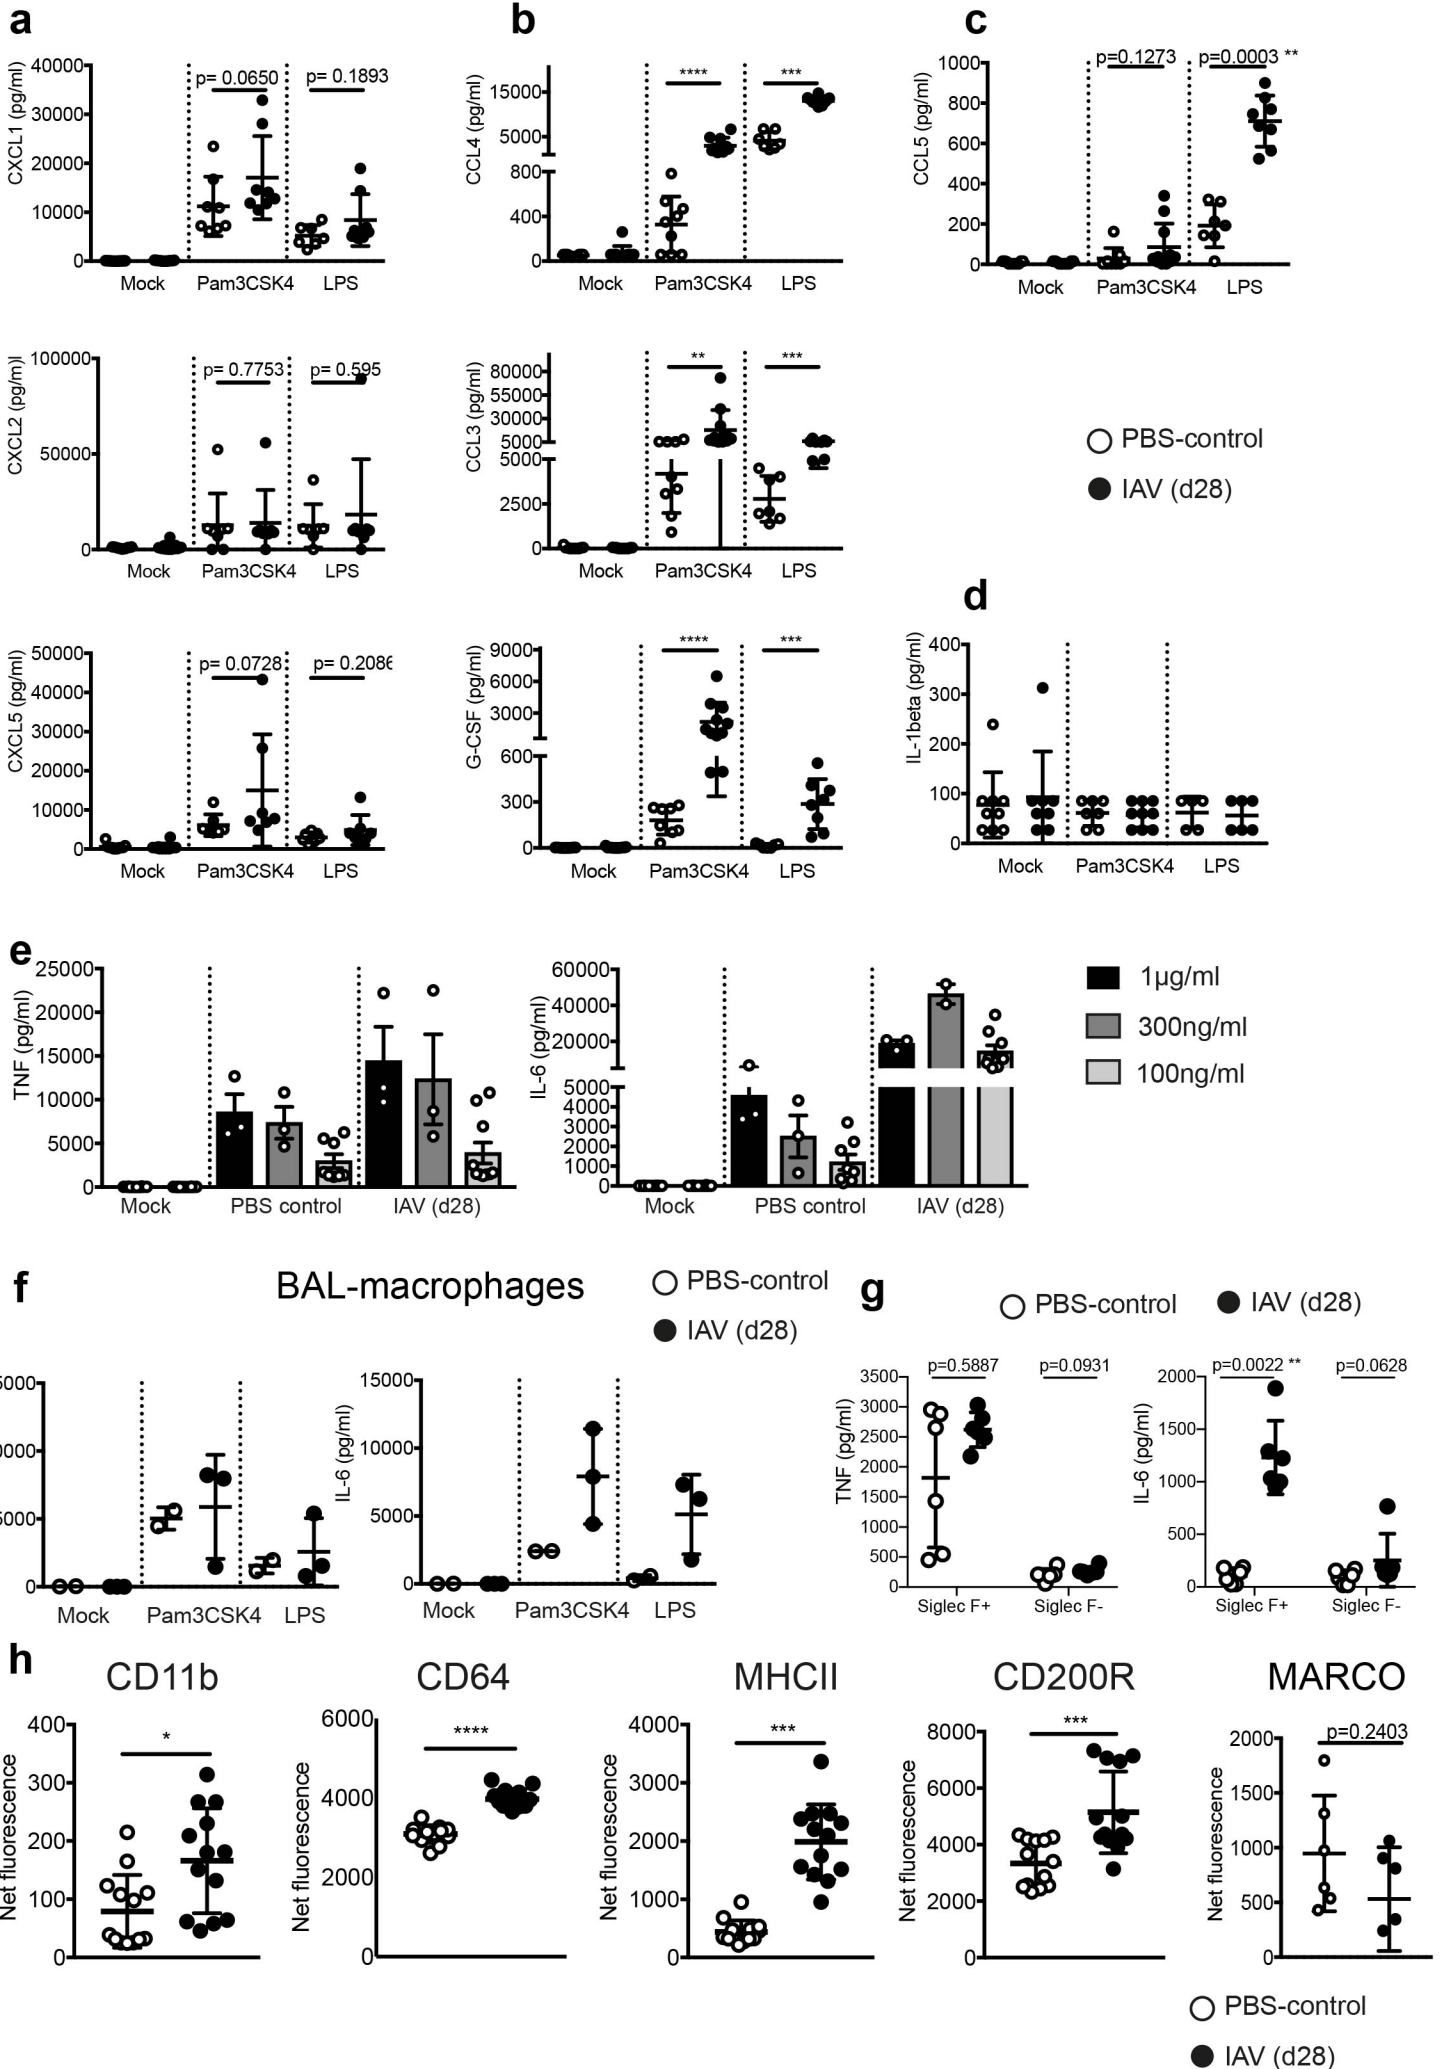 a
b
c
CXCL1 (pg/ml)
40000
30000
20000
10000
0
p= 0.0650
p= 0.1893
Mock
Pam3CSK4
LPS
CCL4 (pg/ml)
15000
5000
800
400
0
****
***
Mock
Pam3CSK4
LPS
CCL5 (pg/ml)
1000
800
600
400
200
0
p=0.1273
p=0.0003 **
Mock
Pam3CSK4
LPS
CXCL2 (pg/m)l
100000
50000
0
p= 0.7753
p= 0.595
Mock
Pam3CSK4
LPS
CCL3 (pg/ml)
80000
55000
30000
5000
5000
2500
0
**
***
Mock
Pam3CSK4
LPS
PBS-control
IAV (d28)
CXCL5 (pg/ml)
50000
40000
30000
20000
10000
0
p= 0.0728
p= 0.2086
Mock
Pam3CSK4
LPS
G-CSF (pg/ml)
9000
6000
3000
600
300
0
****
***
Mock
Pam3CSK4
LPS
d
IL-1beta (pg/ml)
400
300
200
100
0
Mock
Pam3CSK4
LPS
e
TNF (pg/ml)
25000
20000
15000
10000
5000
0
Mock
PBS control
IAV (d28)
IL-6 (pg/ml)
60000
40000
20000
5000
4000
3000
2000
1000
0
Mock
PBS control
IAV (d28)
1µg/ml
300ng/ml
100ng/ml
f
BAL-macrophages
PBS-control
IAV (d28)
5000
0000
5000
0
Mock
Pam3CSK4
LPS
IL-6 (pg/ml)
15000
10000
5000
0
Mock
Pam3CSK4
LPS
g
PBS-control
IAV (d28)
TNF (pg/ml)
3500
3000
2500
2000
1500
1000
500
0
p=0.5887
p=0.0931
Siglec F+
Siglec F-
IL-6 (pg/ml)
2000
1500
1000
500
0
p=0.0022 **
p=0.0628
Siglec F+
Siglec F-
h
CD11b
Net fluorescence
400
300
200
100
0
*
CD64
Net fluorescence
6000
4000
2000
0
****
MHCII
Net fluorescence
4000
3000
2000
1000
0
***
CD200R
Net fluorescence
8000
6000
4000
2000
0
***
MARCO
Net fluorescence
2000
1500
1000
500
0
p=0.2403
PBS-control
IAV (d28)